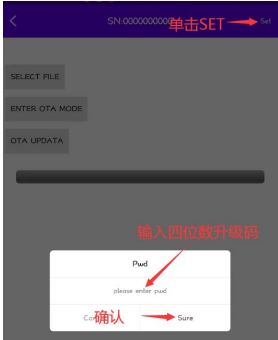 SN:000000000 单击SET Set
SELECT FILE
ENTER OTA MODE
OTA UPDATA
输入四位数升级码
Pwd
please enter pwd
确认 Sure